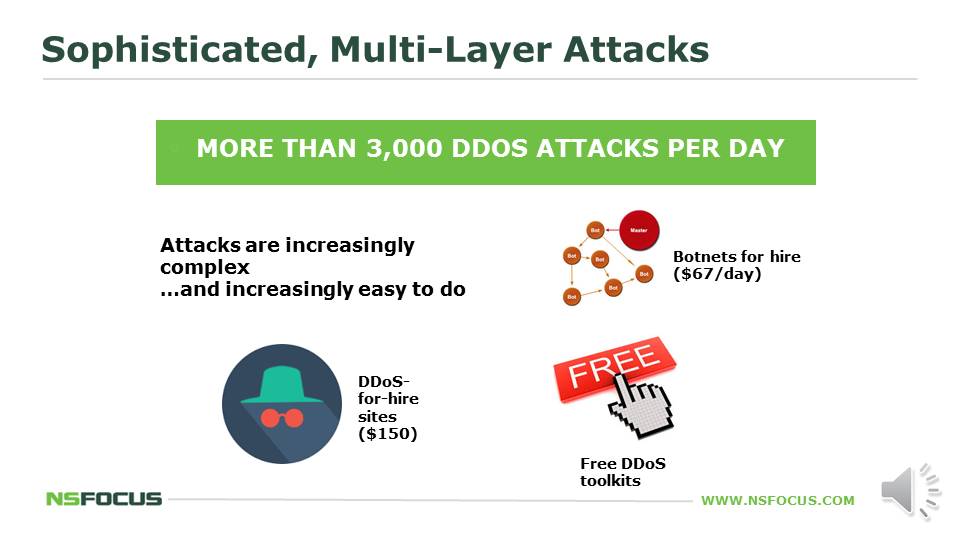 Sophisticated, Multi-Layer Attacks
MORE THAN 3,000 DDOS ATTACKS PER DAY
Attacks are increasingly
complex
...and increasingly easy to do
Bot
Master
Bot
Bot
Bot
Bot
Bot
Botnets for hire
($67/day)
DDoS-
for-hire
sites
($150)
FREE
Free DDoS
toolkits
NSFOCUS
WWW.NSFOCUS.COM